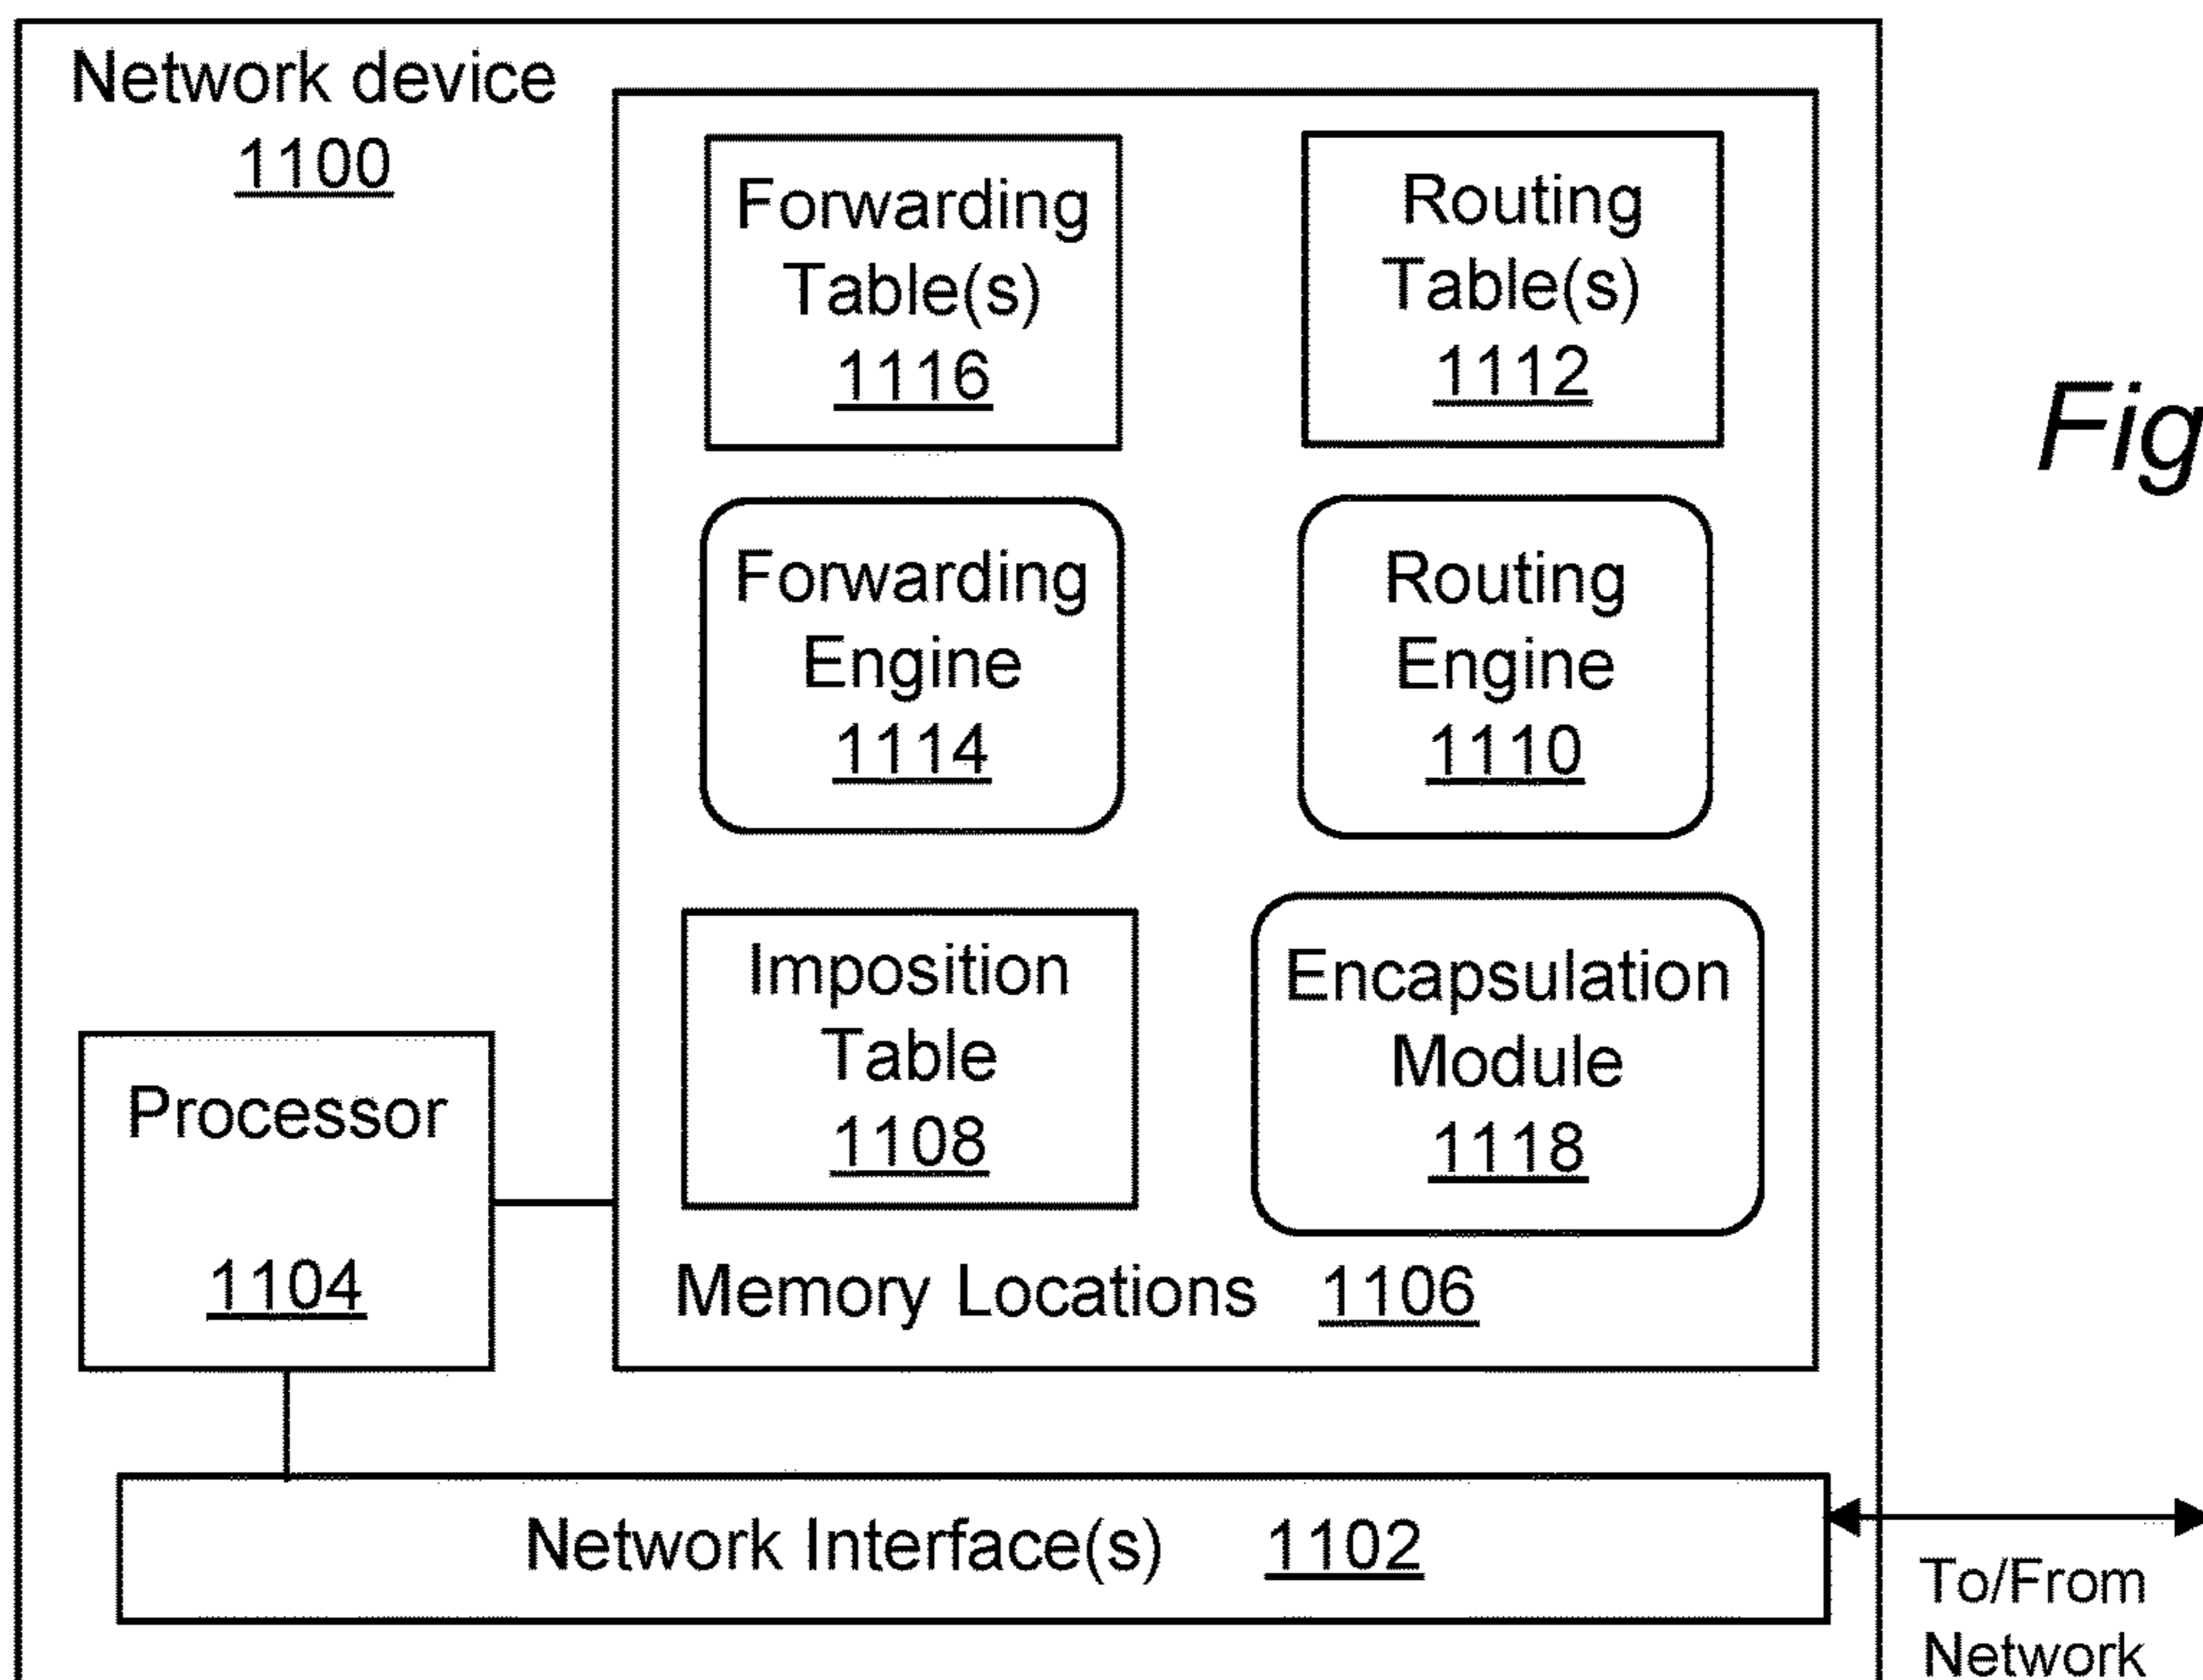 Network device
1100
Forwarding
Table(s)
1116
Routing
Table(s)
1112
Fig
Forwarding
Engine
1114
Routing
Engine
1110
Imposition
Table
1108
Encapsulation
Module
1118
Processor
1104
Memory Locations 1106
Network Interface(s) 1102
To/From
Network